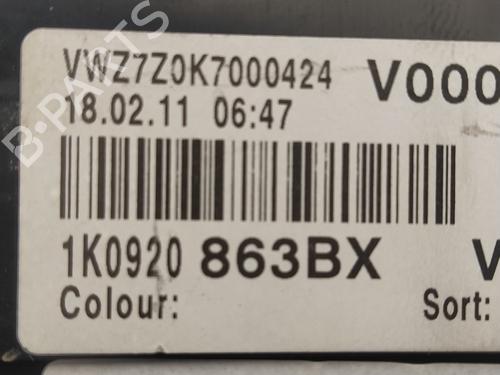 VWZ7Z0K7000424 V000
18.02.11 06:47
1K0920 863BX V
Colour: Sort:
B-PARTS